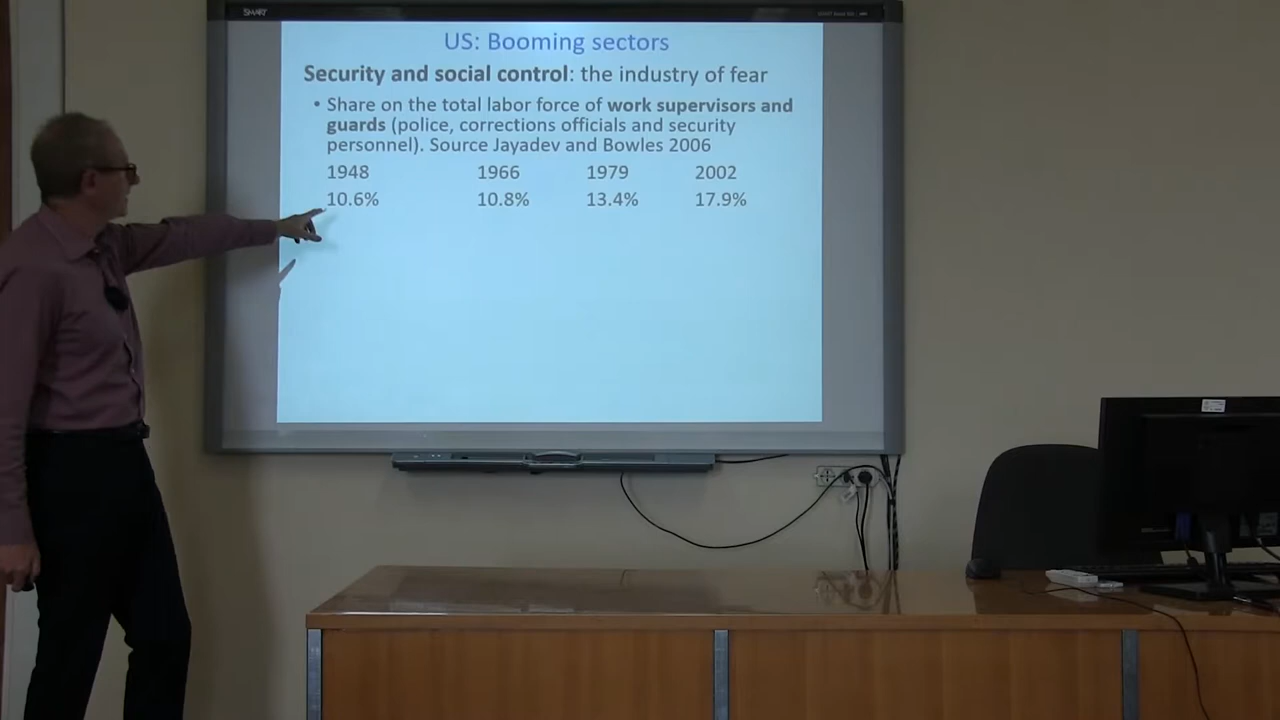 SMART
US: Booming sectors
Security and social control: the industry of fear
• Share on the total labor force of work supervisors and
guards (police, corrections officials and security
personnel). Source Jayadev and Bowles 2006
1948 1966 1979 2002
10.6% 10.8% 13.4% 17.9%